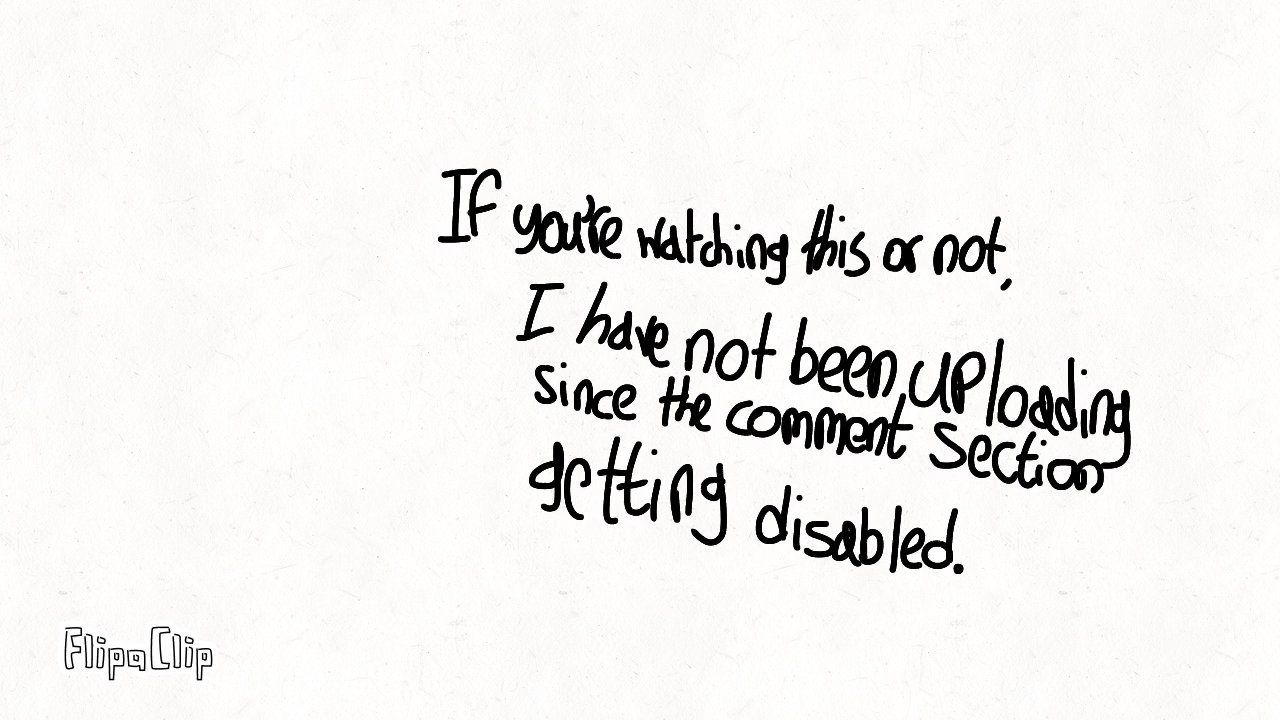 If you're watching this or not,
I have not been uploading
since the comment section
getting disabled.
FlipaClip